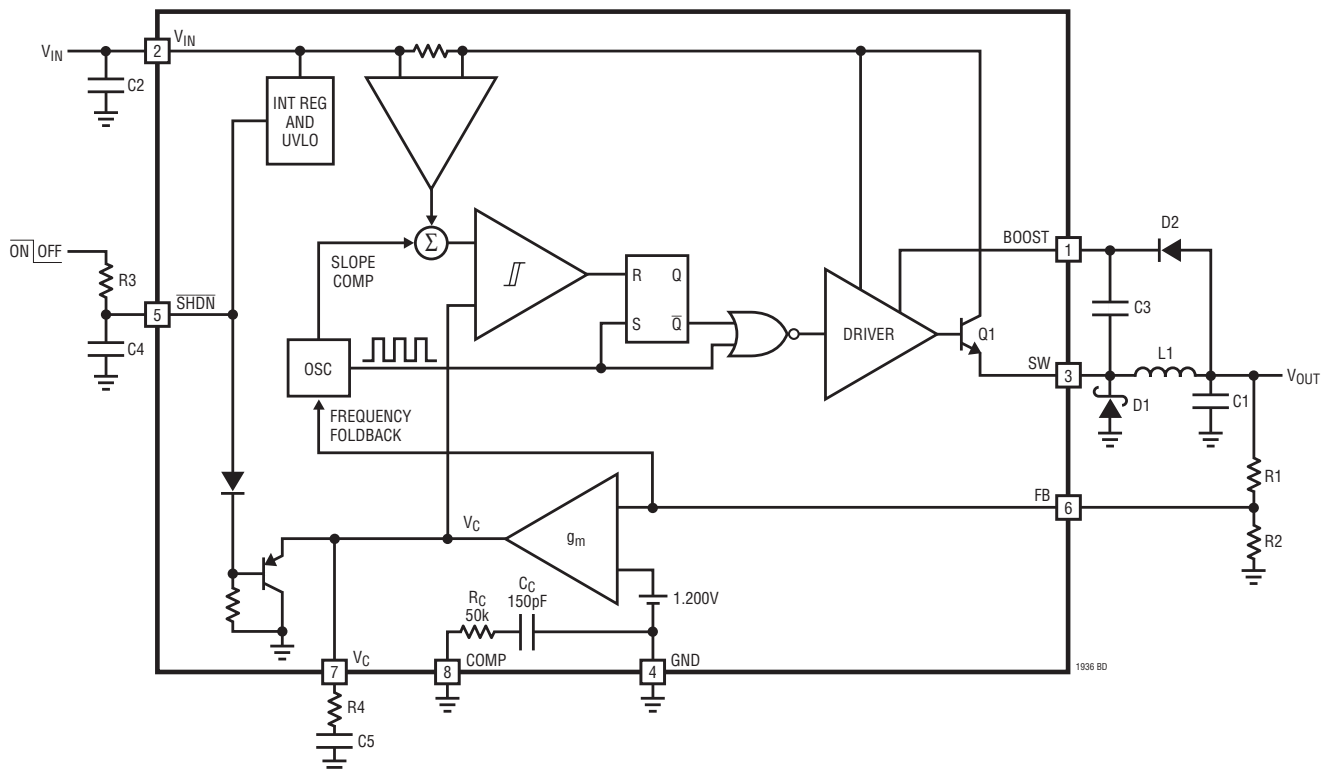 V_IN
2
V_IN
C2
INT REG
AND
UVLO
ON OFF
R3
SLOPE
COMP
Σ
R
Q
S
Q̅
BOOST
1
D2
C3
5
S̅H̅D̅N̅
C4
OSC
DRIVER
Q1
SW
3
L1
V_OUT
D1
C1
FREQUENCY
FOLDBACK
R1
FB
6
R2
V_C
g_m
1.200V
R_C
50k
C_C
150pF
7
V_C
8
COMP
4
GND
1936 BD
R4
C5